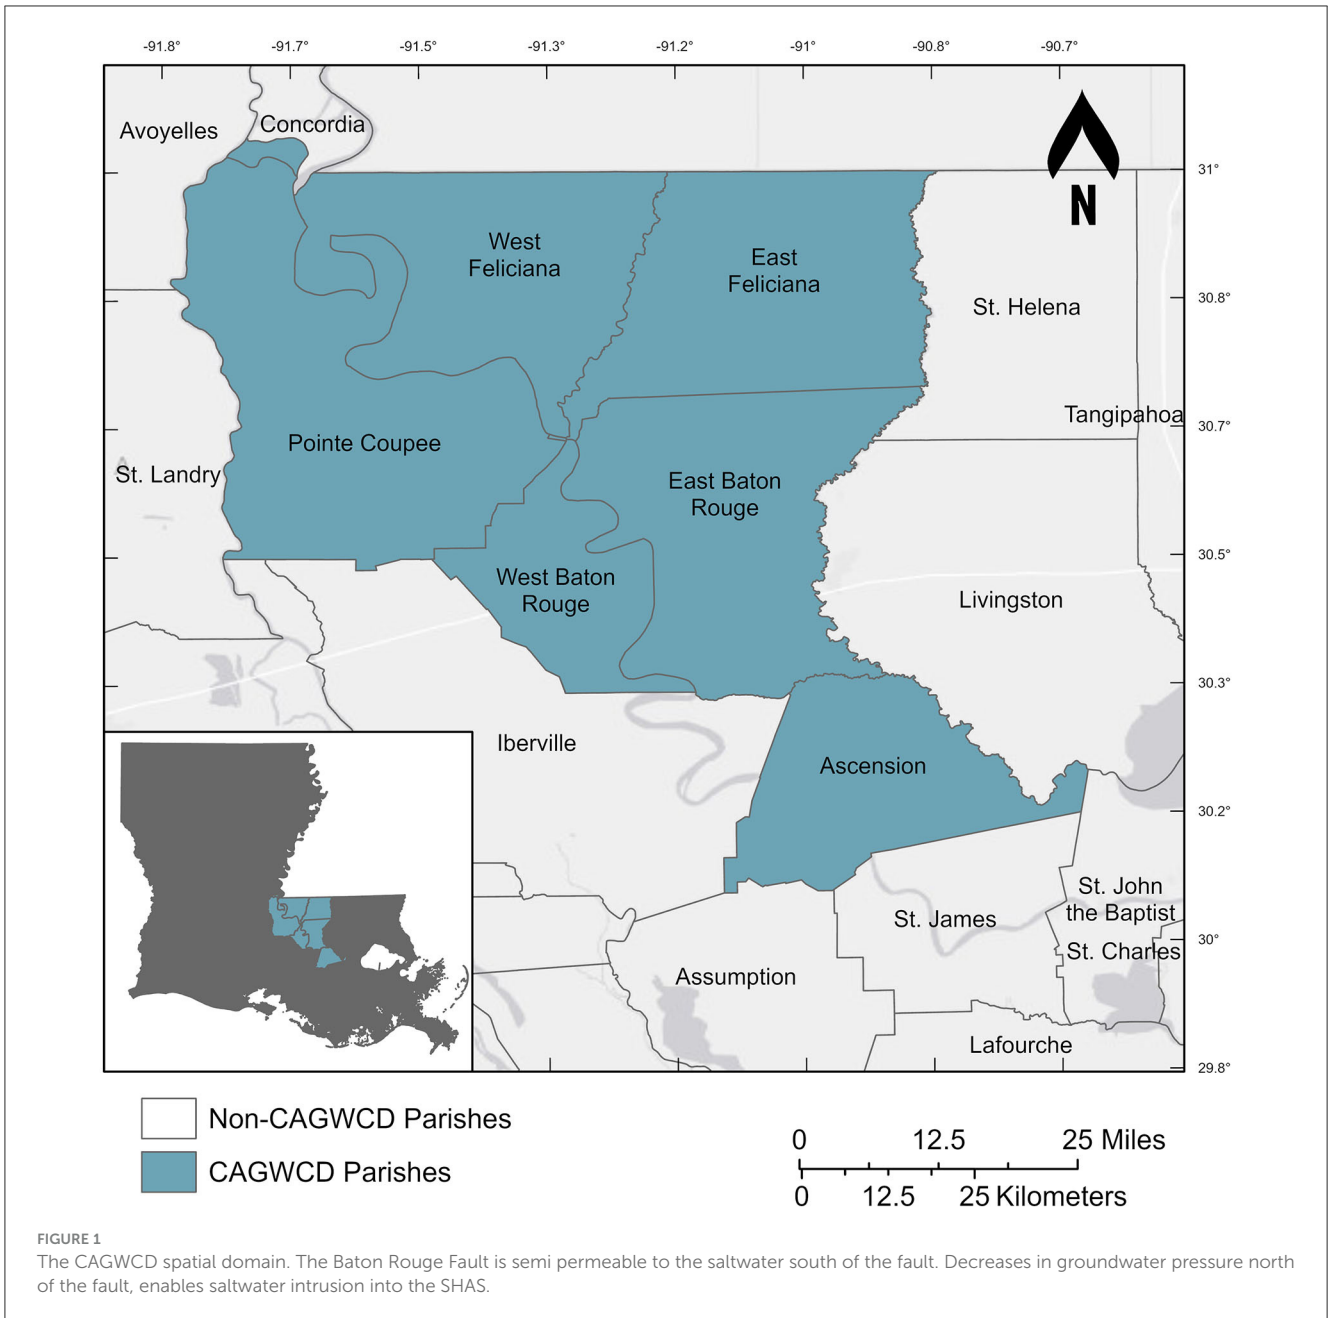 -91.8° -91.7° -91.5° -91.3° -91.2° -91° -90.8° -90.7°
Avoyelles
Concordia
31°
N
West
Feliciana
East
Feliciana
30.8°
St. Helena
Tangipahoa
30.7°
Pointe Coupee
St. Landry
East Baton
Rouge
30.5°
West Baton
Rouge
Livingston
30.3°
Iberville
Ascension
30.2°
St. John
the Baptist
St. James
30°
St. Charles
Assumption
Lafourche
29.8°
Non-CAGWCD Parishes
CAGWCD Parishes
0 12.5 25 Miles
0 12.5 25 Kilometers
FIGURE 1
The CAGWCD spatial domain. The Baton Rouge Fault is semi permeable to the saltwater south of the fault. Decreases in groundwater pressure north
of the fault, enables saltwater intrusion into the SHAS.